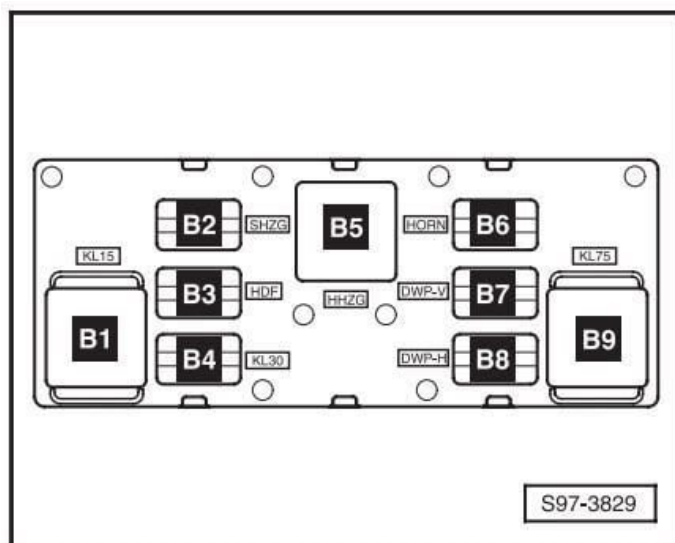 B2 SHZG
B5
HORN B6
KL15
KL75
B3 HDF
HHZG
DWP-V B7
B1
B9
B4 KL30
DWP-H B8
S97-3829